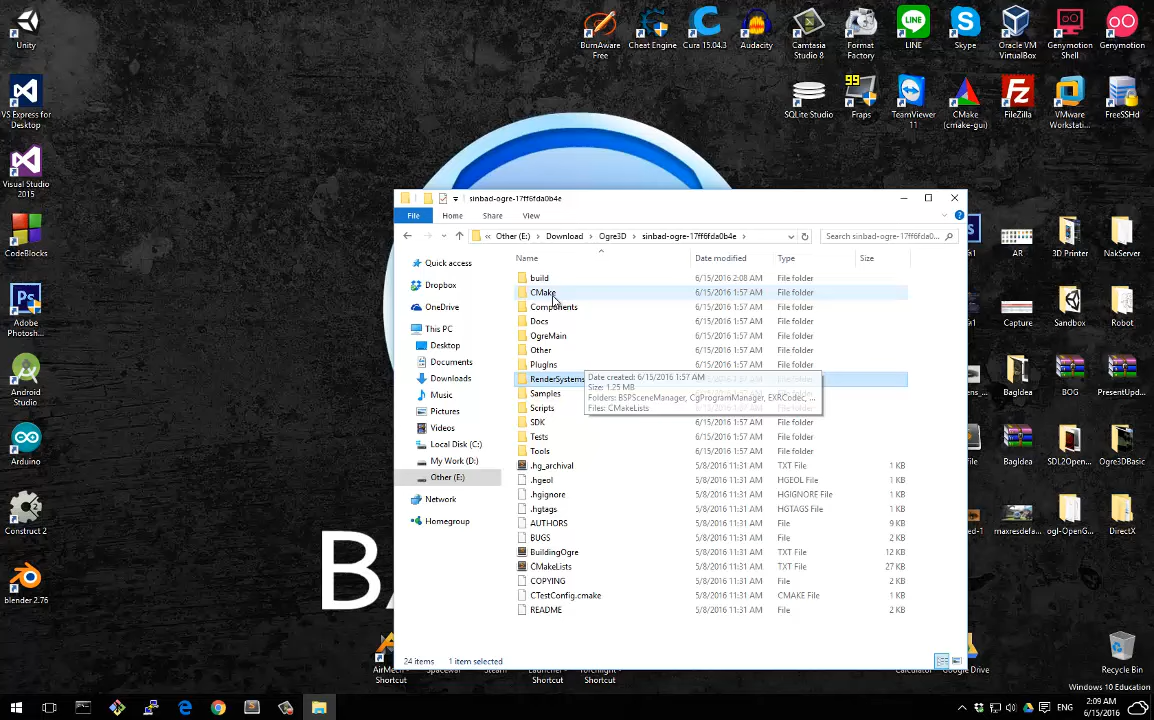 Unity
BurnAware Free
Cheat Engine
Cura 15.04.3
Audacity
Camtasia Studio 8
Format Factory
LINE
Skype
Oracle VM VirtualBox
Genymotion Shell
Genymotion
VS Express for Desktop
99
SQLite Studio
Fraps
TeamViewer 11
CMake (cmake-gui)
FileZilla
VMware Workstati...
FreeSSHd
Visual Studio 2015
CodeBlocks
Adobe Photosh...
Android Studio
Arduino
Construct 2
blender 2.76
sinbad-ogre-17ff6fda0b4e
File
Home
Share
View
« Other (E:) › Download › Ogre3D › sinbad-ogre-17ff6fda0b4e ›
Search sinbad-ogre-17ff6fda0...
Name
Date modified
Type
Size
Quick access
Dropbox
OneDrive
This PC
Desktop
Documents
Downloads
Music
Pictures
Videos
Local Disk (C:)
My Work (D:)
Other (E:)
Network
Homegroup
build 6/15/2016 2:08 AM File folder
CMake 6/15/2016 1:57 AM File folder
Components 6/15/2016 1:57 AM File folder
Docs 6/15/2016 1:57 AM File folder
OgreMain 6/15/2016 1:57 AM File folder
Other 6/15/2016 1:57 AM File folder
PlugIns 6/15/2016 1:57 AM File folder
RenderSystems
Date created: 6/15/2016 1:57 AM
Size: 1.25 MB
Folders: BSPSceneManager, CgProgramManager, EXRCodec, ...
Files: CMakeLists
Samples
Scripts
SDK 6/15/2016 1:57 AM File folder
Tests 6/15/2016 1:57 AM File folder
Tools 6/15/2016 1:57 AM File folder
.hg_archival 5/8/2016 11:31 AM TXT File 1 KB
.hgeol 5/8/2016 11:31 AM HGEOL File 1 KB
.hgignore 5/8/2016 11:31 AM HGIGNORE File 1 KB
.hgtags 5/8/2016 11:31 AM HGTAGS File 1 KB
AUTHORS 5/8/2016 11:31 AM File 9 KB
BUGS 5/8/2016 11:31 AM File 2 KB
BuildingOgre 5/8/2016 11:31 AM TXT File 12 KB
CMakeLists 5/8/2016 11:31 AM TXT File 27 KB
COPYING 5/8/2016 11:31 AM File 2 KB
CTestConfig.cmake 5/8/2016 11:31 AM CMAKE File 1 KB
README 5/8/2016 11:31 AM File 2 KB
24 items
1 item selected
AR
3D Printer
NakServer
Capture
Sandbox
Robot
BagIdea
BOG
PresentUpd...
BagIdea
SDL2Open...
Ogre3DBasic
maxresdefa...
ogl-OpenG...
DirectX
B
AirMech - Shortcut
Shortcut
Shortcut
Recycle Bin
Windows 10 Education
ENG
2:09 AM
6/15/2016